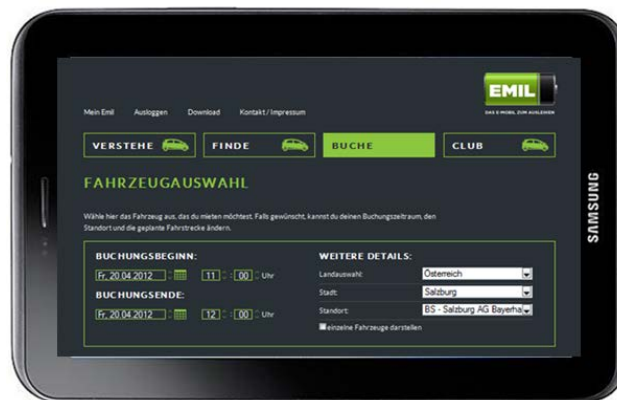 EMIL
DAS E-MOBIL ZUM AUSLEIHEN
Mein Emil Ausloggen Download Kontakt / Impressum
VERSTEHE FINDE BUCHE CLUB
FAHRZEUGAUSWAHL
Wähle hier das Fahrzeug aus, das du mieten möchtest. Falls gewünscht, kannst du deinen Buchungszeitraum, den
Standort und die geplante Fahrstrecke ändern.
BUCHUNGSBEGINN: WEITERE DETAILS:
Fr, 20.04.2012 11 : 00 Uhr Landauswahl: Österreich
BUCHUNGSENDE: Stadt: Salzburg
Fr, 20.04.2012 12 : 00 Uhr Standort: BS - Salzburg AG Bayerha
einzelne Fahrzeuge darstellen
SAMSUNG